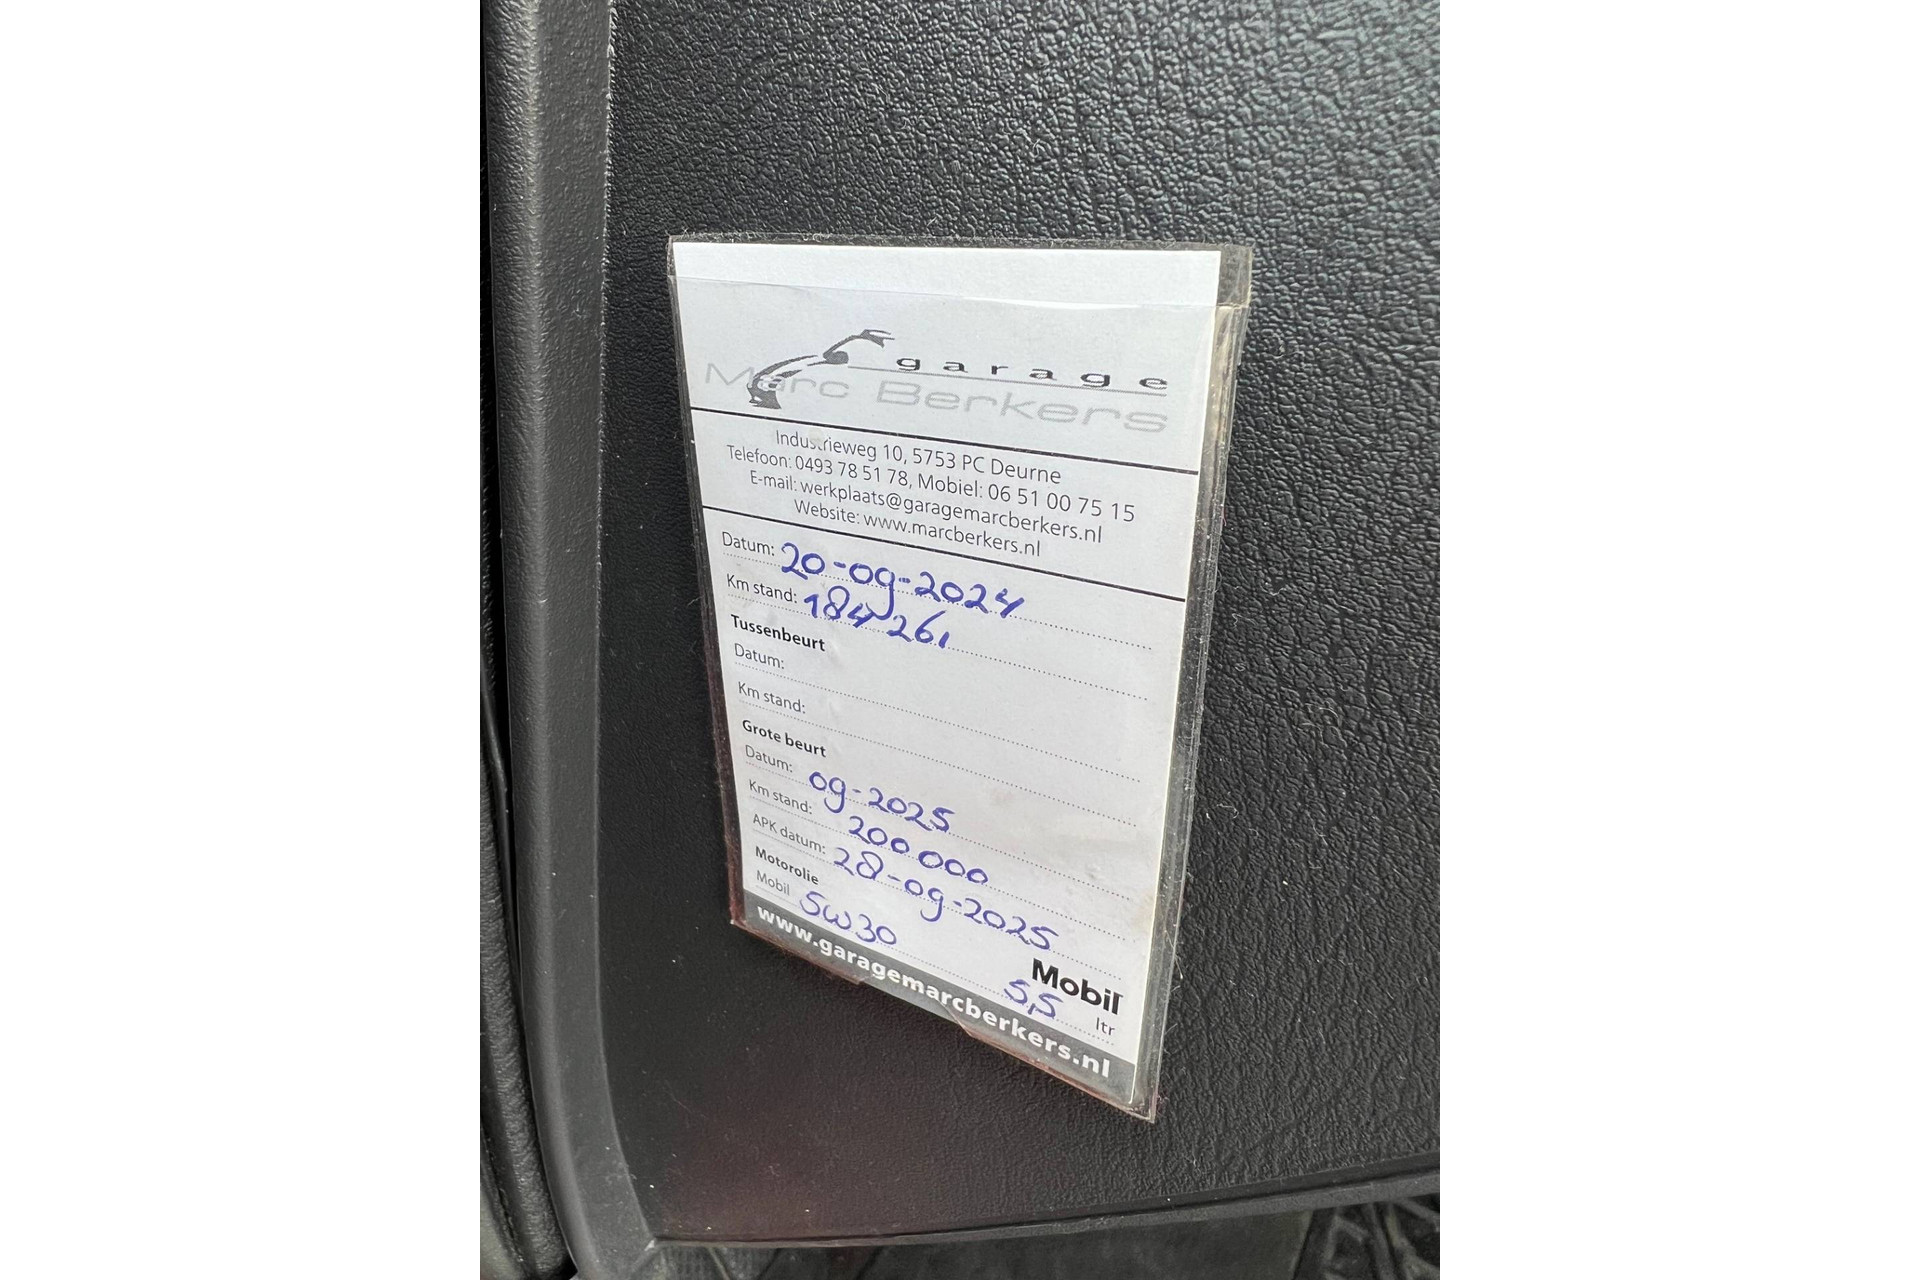 garage
Marc Berkers
Industrieweg 10, 5753 PC Deurne
Telefoon: 0493 78 51 78, Mobiel: 06 51 00 75 15
E-mail: werkplaats@garagemarcberkers.nl
Website: www.marcberkers.nl
Datum: 20-09-2024
Km stand: 184261
Tussenbeurt
Datum:
Km stand:
Grote beurt
Datum: 09-2025
Km stand: 200000
APK datum: 28-09-2025
Motorolie
Mobil
Mobil 5W30 5,5 ltr
www.garagemarcberkers.nl